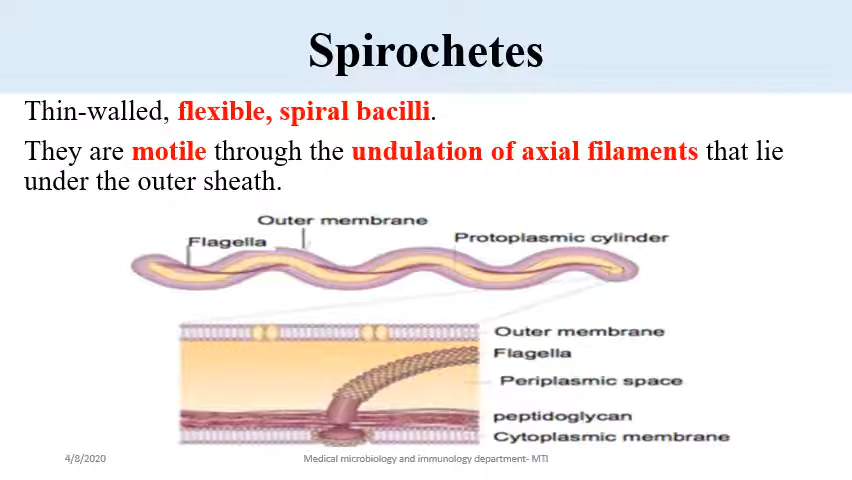 Spirochetes
Thin-walled, flexible, spiral bacilli.
They are motile through the undulation of axial filaments that lie
under the outer sheath.
Outer membrane
Flagella
Protoplasmic cylinder
Outer membrane
Flagella
Periplasmic space
peptidoglycan
Cytoplasmic membrane
4/8/2020
Medical microbiology and immunology department- MTI